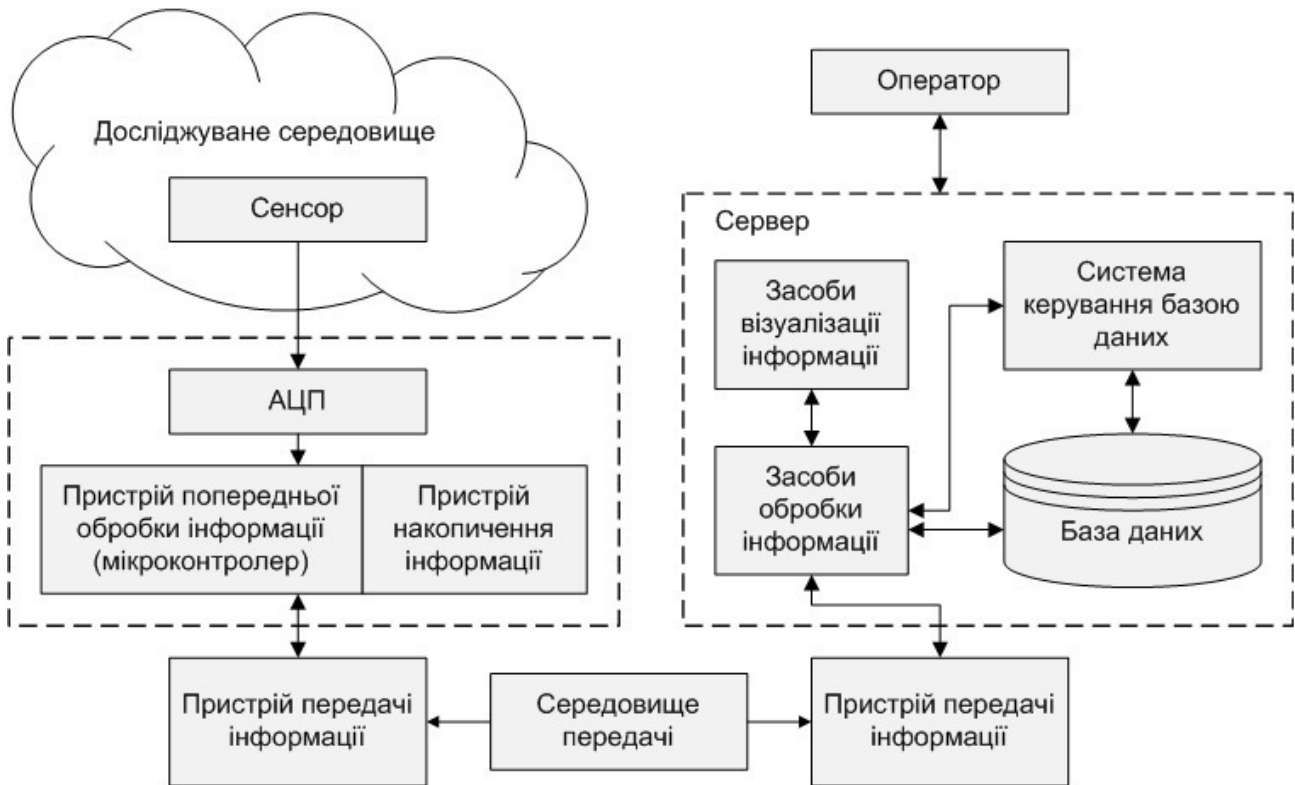 Досліджуване середовище
Сенсор
АЦП
Пристрій попередньої
обробки інформації
(мікроконтролер)
Пристрій
накопичення
інформації
Пристрій передачі
інформації
Середовище
передачі
Пристрій передачі
інформації
Оператор
Сервер
Засоби
візуалізації
інформації
Система
керування базою
даних
Засоби
обробки
інформації
База даних